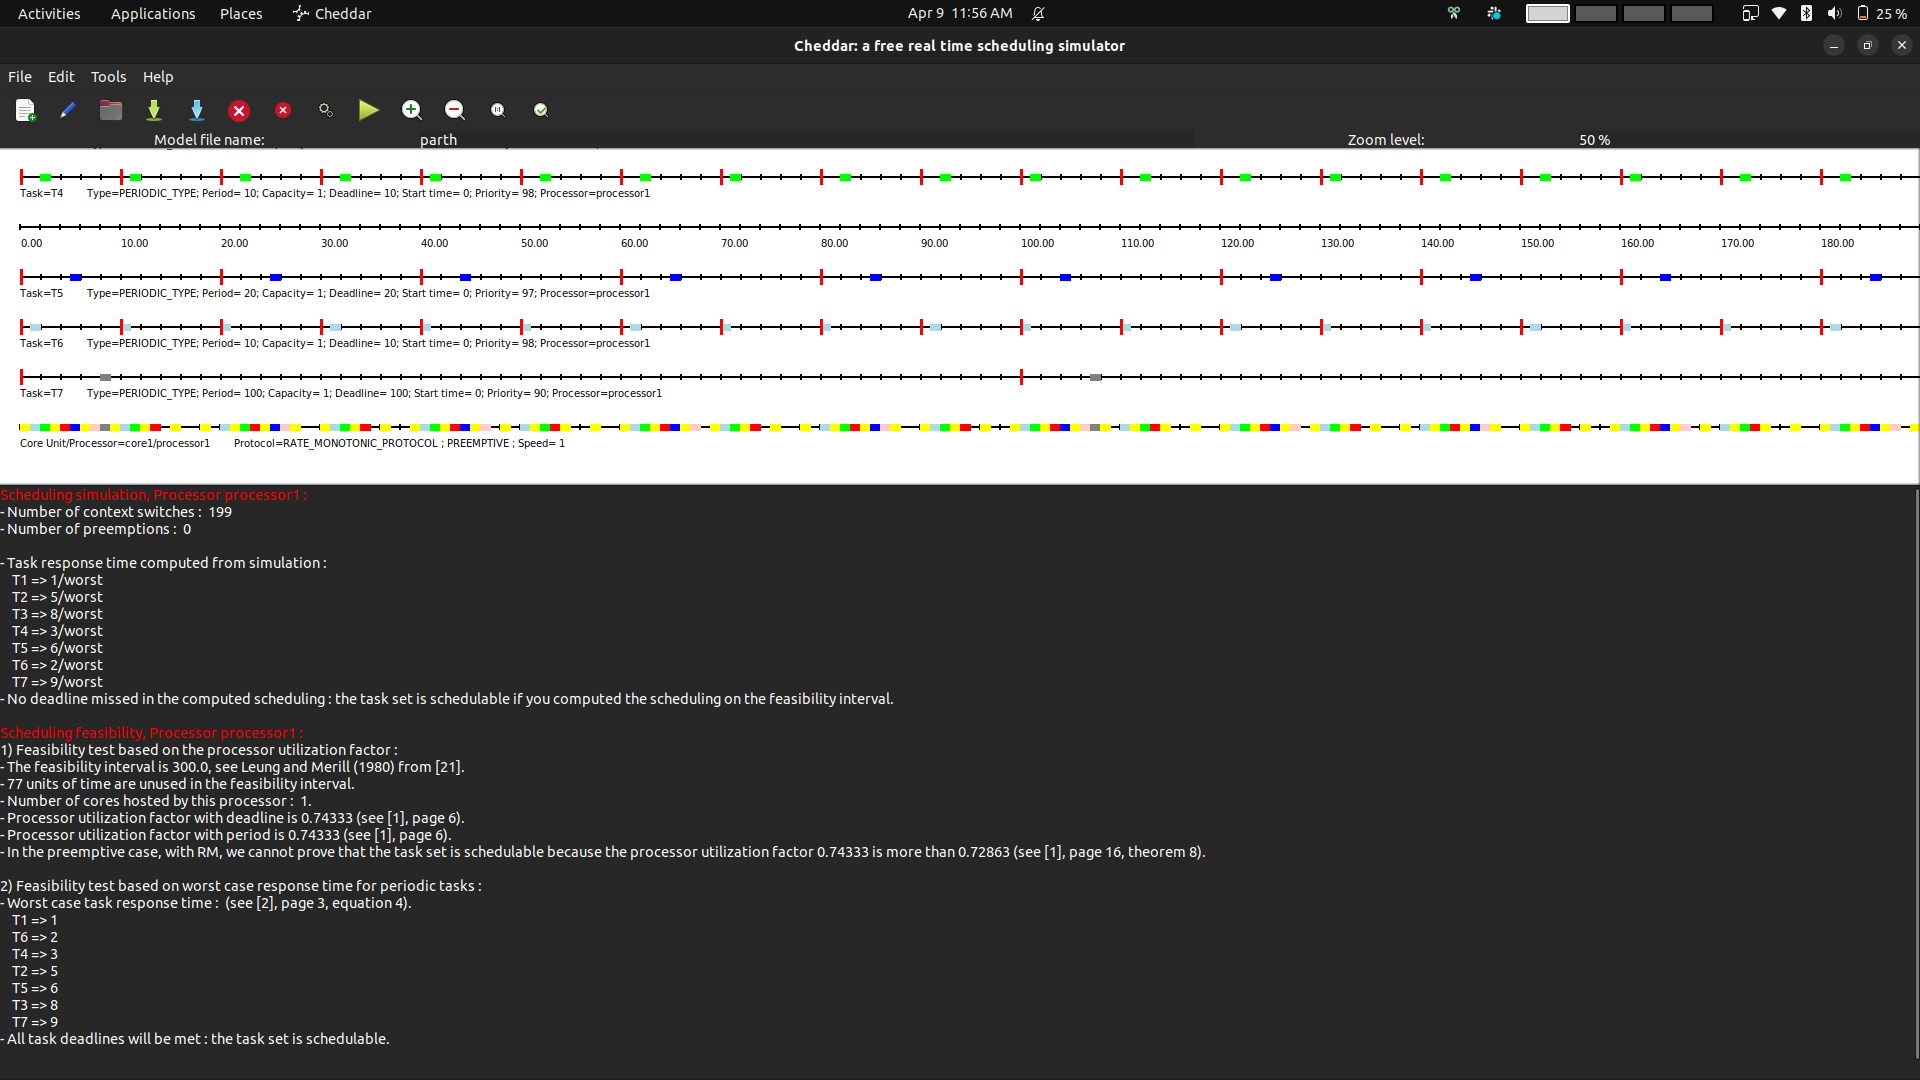 Activities Applications Places Cheddar Apr 9 11:56 AM 25 %
Cheddar: a free real time scheduling simulator
File Edit Tools Help
Model file name: parth Zoom level: 50 %
Task=T4 Type=PERIODIC_TYPE; Period= 10; Capacity= 1; Deadline= 10; Start time= 0; Priority= 98; Processor=processor1
0.00 10.00 20.00 30.00 40.00 50.00 60.00 70.00 80.00 90.00 100.00 110.00 120.00 130.00 140.00 150.00 160.00 170.00 180.00
Task=T5 Type=PERIODIC_TYPE; Period= 20; Capacity= 1; Deadline= 20; Start time= 0; Priority= 97; Processor=processor1
Task=T6 Type=PERIODIC_TYPE; Period= 10; Capacity= 1; Deadline= 10; Start time= 0; Priority= 98; Processor=processor1
Task=T7 Type=PERIODIC_TYPE; Period= 100; Capacity= 1; Deadline= 100; Start time= 0; Priority= 90; Processor=processor1
Core Unit/Processor=core1/processor1 Protocol=RATE_MONOTONIC_PROTOCOL ; PREEMPTIVE ; Speed= 1
Scheduling simulation, Processor processor1 :
- Number of context switches : 199
- Number of preemptions : 0
- Task response time computed from simulation :
T1 => 1/worst
T2 => 5/worst
T3 => 8/worst
T4 => 3/worst
T5 => 6/worst
T6 => 2/worst
T7 => 9/worst
- No deadline missed in the computed scheduling : the task set is schedulable if you computed the scheduling on the feasibility interval.
Scheduling feasibility, Processor processor1 :
1) Feasibility test based on the processor utilization factor :
- The feasibility interval is 300.0, see Leung and Merill (1980) from [21].
- 77 units of time are unused in the feasibility interval.
- Number of cores hosted by this processor : 1.
- Processor utilization factor with deadline is 0.74333 (see [1], page 6).
- Processor utilization factor with period is 0.74333 (see [1], page 6).
- In the preemptive case, with RM, we cannot prove that the task set is schedulable because the processor utilization factor 0.74333 is more than 0.72863 (see [1], page 16, theorem 8).
2) Feasibility test based on worst case response time for periodic tasks :
- Worst case task response time : (see [2], page 3, equation 4).
T1 => 1
T6 => 2
T4 => 3
T2 => 5
T5 => 6
T3 => 8
T7 => 9
- All task deadlines will be met : the task set is schedulable.